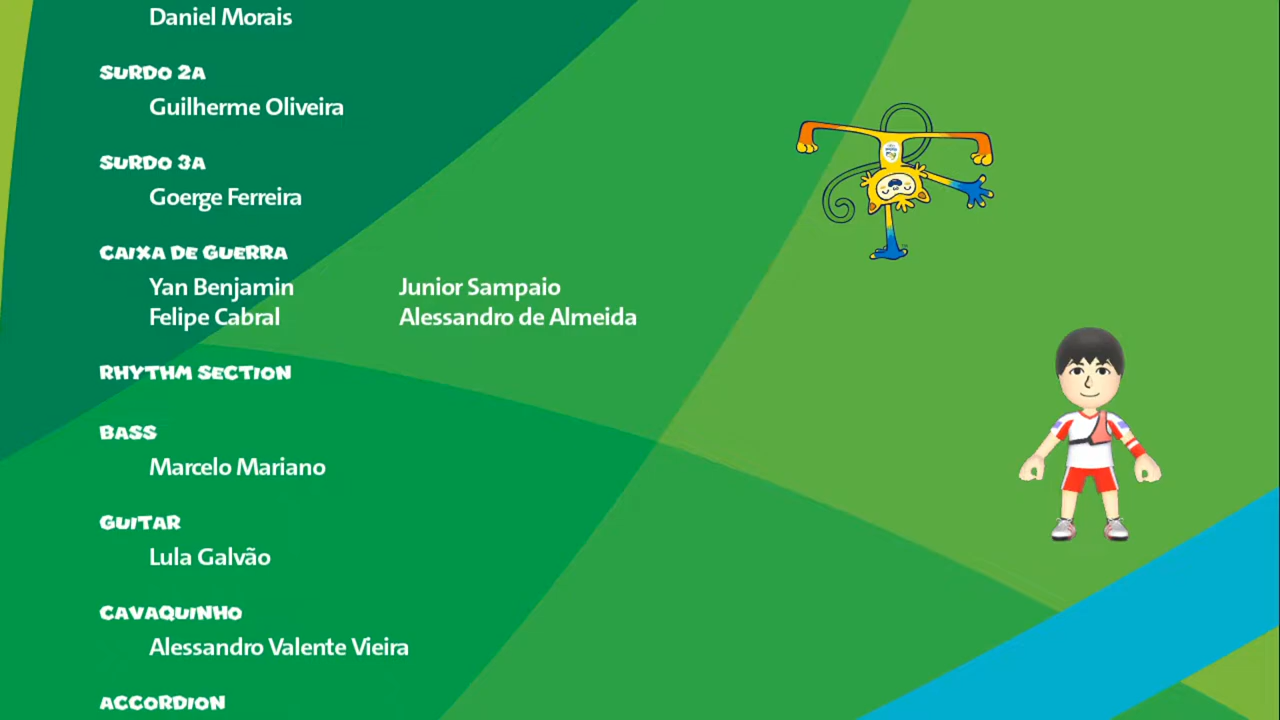 Daniel Morais
SURDO 2A
Guilherme Oliveira
SURDO 3A
Goerge Ferreira
CAIXA DE GUERRA
Yan Benjamin Junior Sampaio
Felipe Cabral Alessandro de Almeida
RHYTHM SECTION
BASS
Marcelo Mariano
GUITAR
Lula Galvão
CAVAQUINHO
Alessandro Valente Vieira
ACCORDION